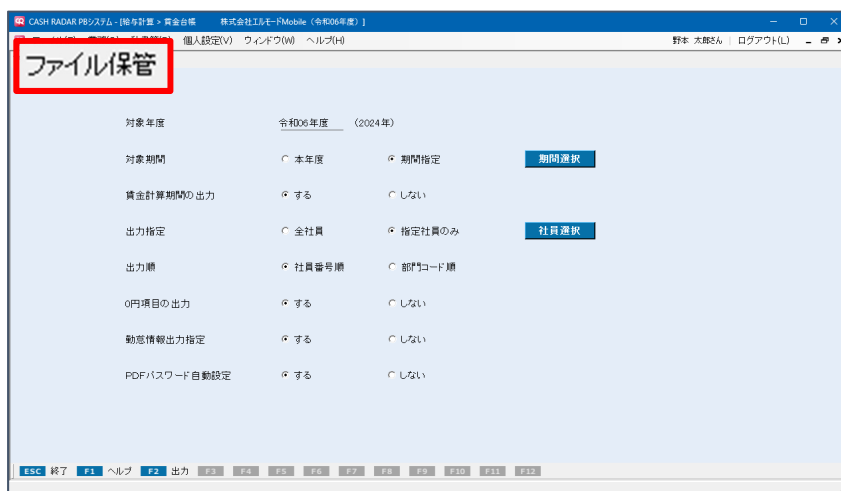 CASH RADAR PBシステム - [給与計算 > 賃金台帳 株式会社エルモードMobile（令和06年度）]
個人設定(V) ウィンドウ(W) ヘルプ(H) 野本 太郎さん ログアウト(L)
ファイル保管
対象年度 令和06年度 (2024年)
対象期間 本年度 期間指定 期間選択
賃金計算期間の出力 する しない
出力指定 全社員 指定社員のみ 社員選択
出力順 社員番号順 部門コード順
0円項目の出力 する しない
勤怠情報出力指定 する しない
PDFパスワード自動設定 する しない
ESC 終了 F1 ヘルプ F2 出力 F3 F4 F5 F6 F7 F8 F9 F10 F11 F12